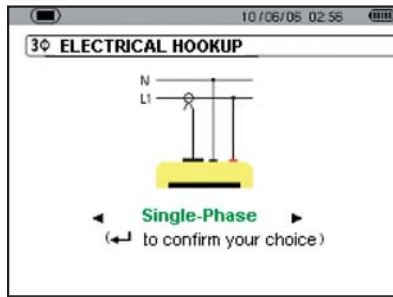 10/06/06 02:56
3Φ ELECTRICAL HOOKUP
N
L1
Single-Phase
(↵ to confirm your choice)